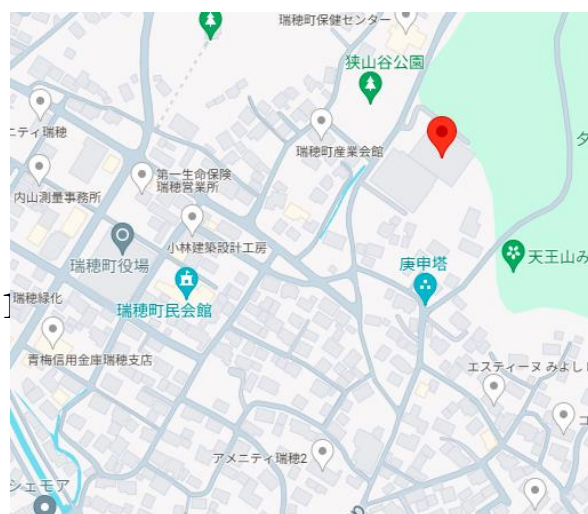 瑞穂町保健センター
狭山谷公園
ニティ瑞穂
瑞穂町産業会館
タ
第一生命保険
瑞穂営業所
内山測量事務所
小林建築設計工房
瑞穂町役場
庚申塔
天王山み
瑞穂緑化
瑞穂町民会館
青梅信用金庫瑞穂支店
エスティーヌ みよし
コ
アメニティ瑞穂2
シェモア